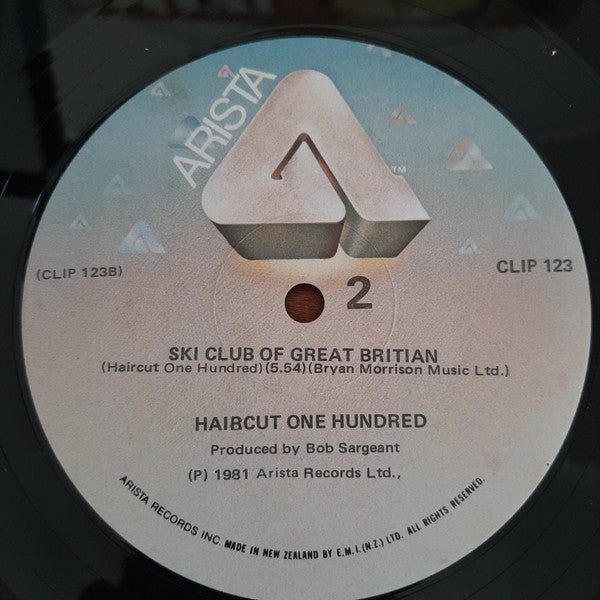 ARISTA
TM
(CLIP 123B)
CLIP 123
2
SKI CLUB OF GREAT BRITIAN
(Haircut One Hundred)(5.54)(Bryan Morrison Music Ltd.)
HAIRCUT ONE HUNDRED
Produced by Bob Sargeant
(P) 1981 Arista Records Ltd.,
ARISTA RECORDS INC. MADE IN NEW ZEALAND BY E.M.I.(N.Z.) LTD. ALL RIGHTS RESERVED.